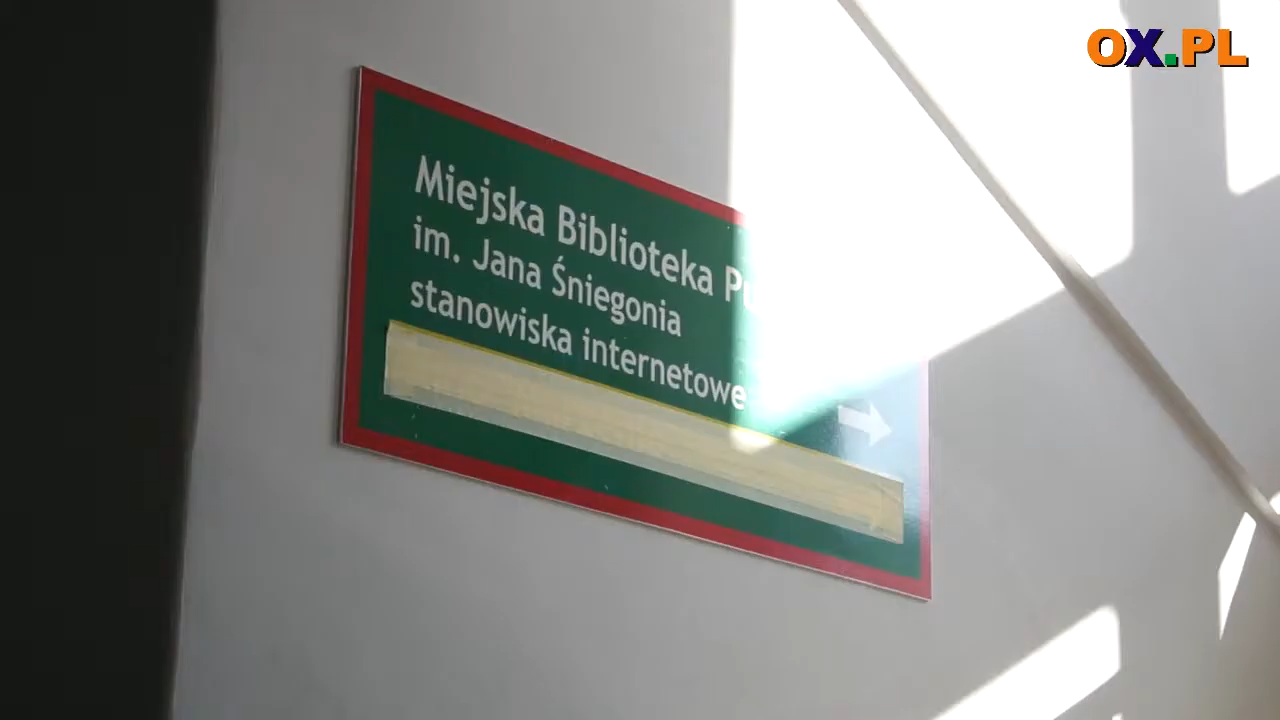 OX.PL
Miejska Biblioteka
im. Jana Śniegonia
stanowiska internetowe